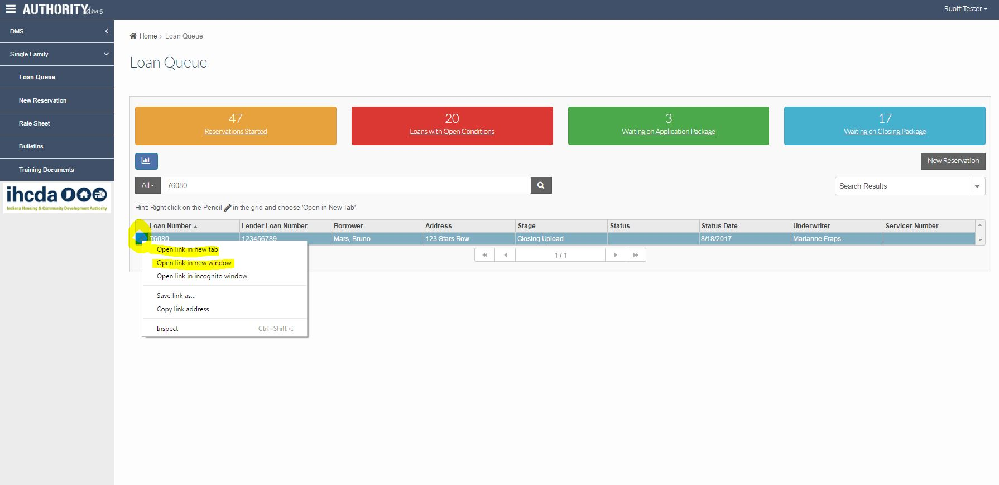 AUTHORITYdms
Ruoff Tester
DMS
Single Family
Loan Queue
New Reservation
Rate Sheet
Bulletins
Training Documents
ihcda
Indiana Housing & Community Development Authority
Home > Loan Queue
Loan Queue
47
Reservations Started
20
Loans with Open Conditions
3
Waiting on Application Package
17
Waiting on Closing Package
New Reservation
All 76080
Search Results
Hint: Right click on the Pencil in the grid and choose 'Open in New Tab'
Loan Number Lender Loan Number Borrower Address Stage Status Status Date Underwriter Servicer Number
76080 123456789 Mars, Bruno 123 Stars Row Closing Upload 8/18/2017 Marianne Fraps
1 / 1
Open link in new tab
Open link in new window
Open link in incognito window
Save link as...
Copy link address
Inspect Ctrl+Shift+I